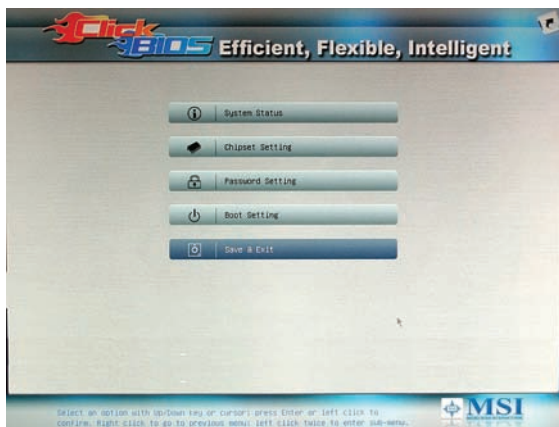 Click
BIOS Efficient, Flexible, Intelligent
System Status
Chipset Setting
Password Setting
Boot Setting
Save & Exit
Select an option with Up/Down key or cursor: press Enter or left click to
confirm. Right click to go to previous menu; left click twice to enter sub-menu.
MSI